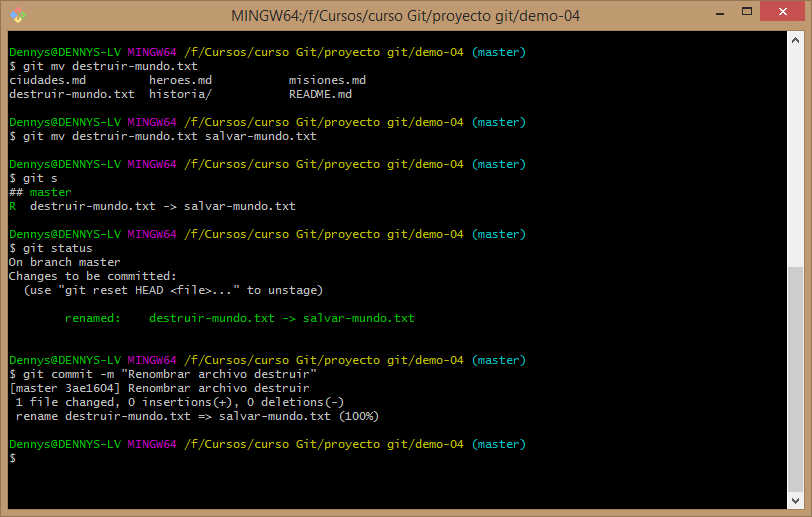 MINGW64:/f/Cursos/curso Git/proyecto git/demo-04
Dennys@DENNYS-LV MINGW64 /f/Cursos/curso Git/proyecto git/demo-04 (master)
$ git mv destruir-mundo.txt
ciudades.md         heroes.md           misiones.md
destruir-mundo.txt  historia/           README.md
Dennys@DENNYS-LV MINGW64 /f/Cursos/curso Git/proyecto git/demo-04 (master)
$ git mv destruir-mundo.txt salvar-mundo.txt
Dennys@DENNYS-LV MINGW64 /f/Cursos/curso Git/proyecto git/demo-04 (master)
$ git s
## master
R  destruir-mundo.txt -> salvar-mundo.txt
Dennys@DENNYS-LV MINGW64 /f/Cursos/curso Git/proyecto git/demo-04 (master)
$ git status
On branch master
Changes to be committed:
  (use "git reset HEAD <file>..." to unstage)
        renamed:    destruir-mundo.txt -> salvar-mundo.txt
Dennys@DENNYS-LV MINGW64 /f/Cursos/curso Git/proyecto git/demo-04 (master)
$ git commit -m "Renombrar archivo destruir"
[master 3ae1604] Renombrar archivo destruir
 1 file changed, 0 insertions(+), 0 deletions(-)
 rename destruir-mundo.txt => salvar-mundo.txt (100%)
Dennys@DENNYS-LV MINGW64 /f/Cursos/curso Git/proyecto git/demo-04 (master)
$